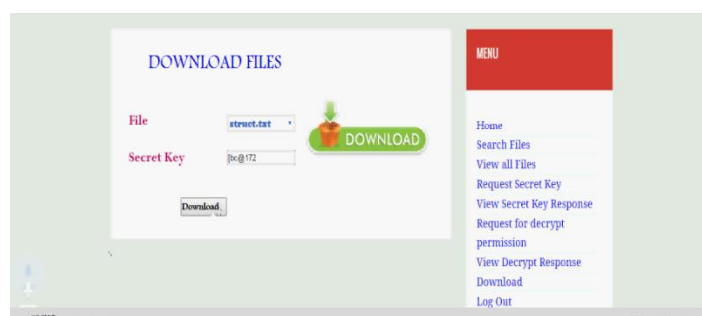 DOWNLOAD FILES
File
struct.txt
Secret Key
[bc@172
DOWNLOAD
Download
MENU
Home
Search Files
View all Files
Request Secret Key
View Secret Key Response
Request for decrypt
permission
View Decrypt Response
Download
Log Out